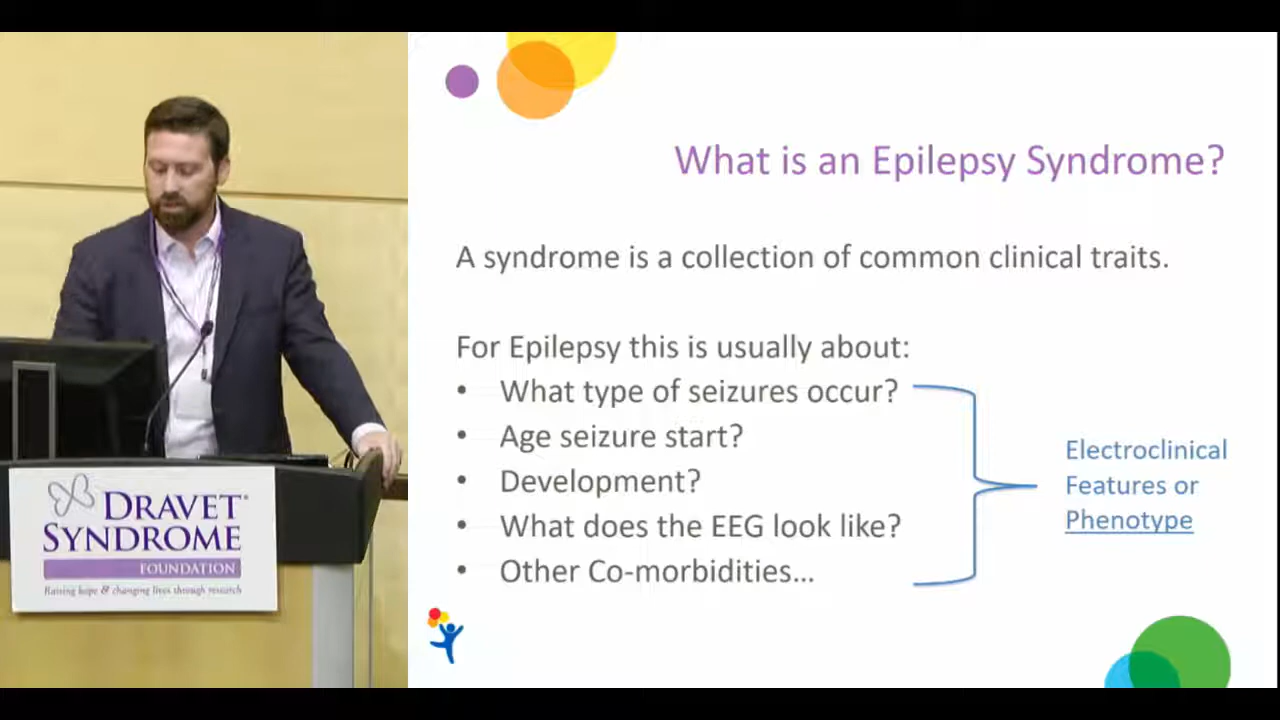 What is an Epilepsy Syndrome?
A syndrome is a collection of common clinical traits.
For Epilepsy this is usually about:
• What type of seizures occur?
• Age seizure start?
• Development?
• What does the EEG look like?
• Other Co-morbidities...
Electroclinical
Features or
Phenotype
DRAVET
SYNDROME
FOUNDATION
Raising hope & changing lives through research